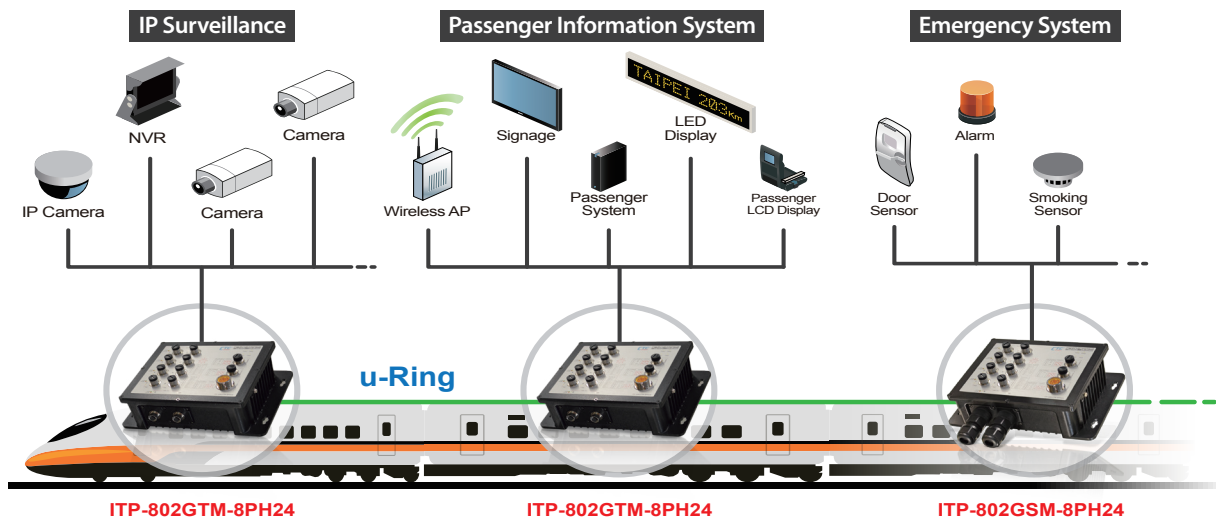 IP Surveillance
NVR
Camera
IP Camera
Camera
Passenger Information System
Signage
TAIPEI 203Km
LED
Display
Wireless AP
Passenger
System
Passenger
LCD Display
Emergency System
Alarm
Door
Sensor
Smoking
Sensor
u-Ring
ITP-802GTM-8PH24
ITP-802GTM-8PH24
ITP-802GSM-8PH24